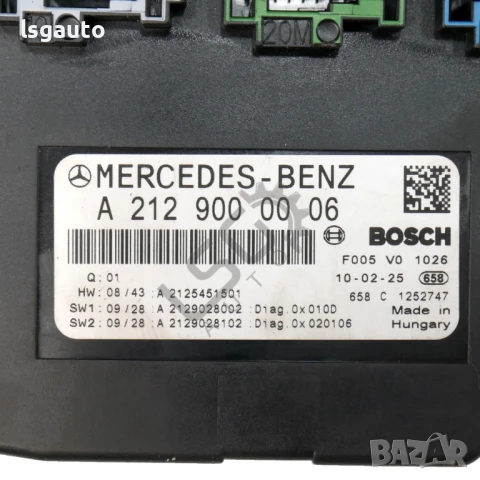 lsgauto
20M
MERCEDES-BENZ
A 212 900 00 06
BOSCH
F005 V0 1026
Q: 01
10-02-25 658
HW: 08/43 :A 2125451501
658 C 1252747
SW1: 09/28 :A 2129028002 :Diag.0x010D
Made in
SW2: 09/28 :A 2129028102 :Diag.0x020106
Hungary
LSG
BAZAR